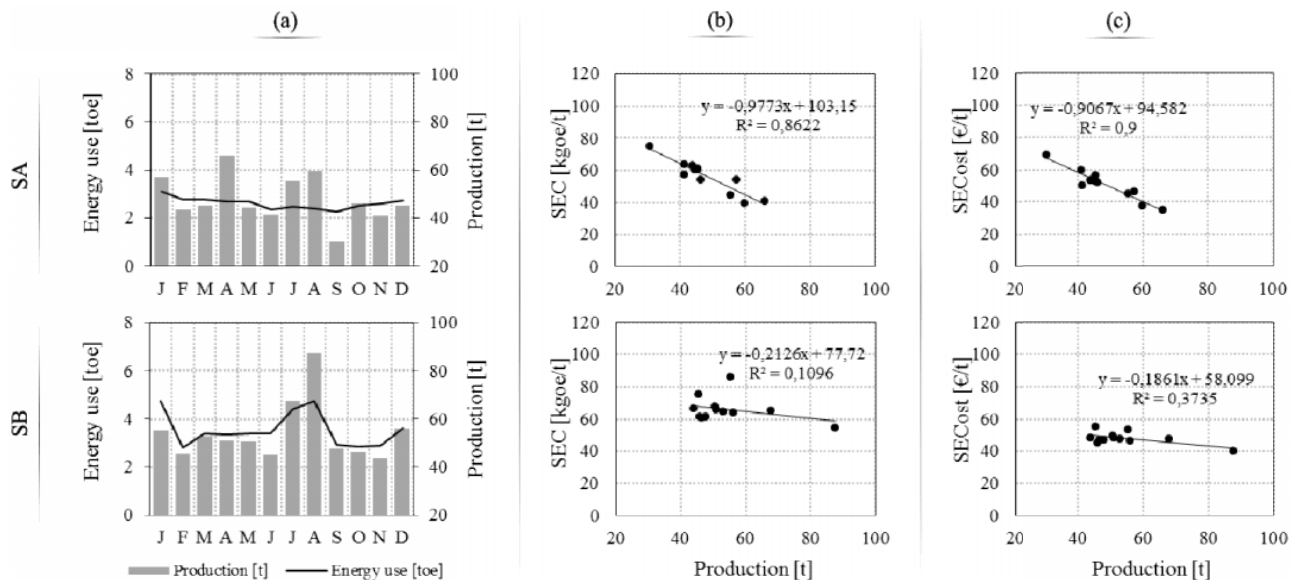 (a)
(b)
(c)
SA
Energy use [toe]
8
6
4
2
0
Production [t]
100
80
60
40
20
J F M A M J J A S O N D
SEC [kgoe/t]
120
100
80
60
40
20
0
y = -0,9773x + 103,15
R² = 0,8622
20 40 60 80 100
SECost [€/t]
120
100
80
60
40
20
0
y = -0,9067x + 94,582
R² = 0,9
20 40 60 80 100
SB
Energy use [toe]
8
6
4
2
0
Production [t]
100
80
60
40
20
J F M A M J J A S O N D
Production [t] Energy use [toe]
SEC [kgoe/t]
120
100
80
60
40
20
0
y = -0,2126x + 77,72
R² = 0,1096
20 40 60 80 100
Production [t]
SECost [€/t]
120
100
80
60
40
20
0
y = -0,1861x + 58,099
R² = 0,3735
20 40 60 80 100
Production [t]